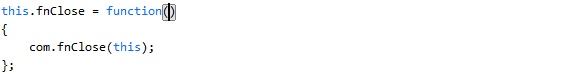 this.fnClose = function()
{
    com.fnClose(this);
};